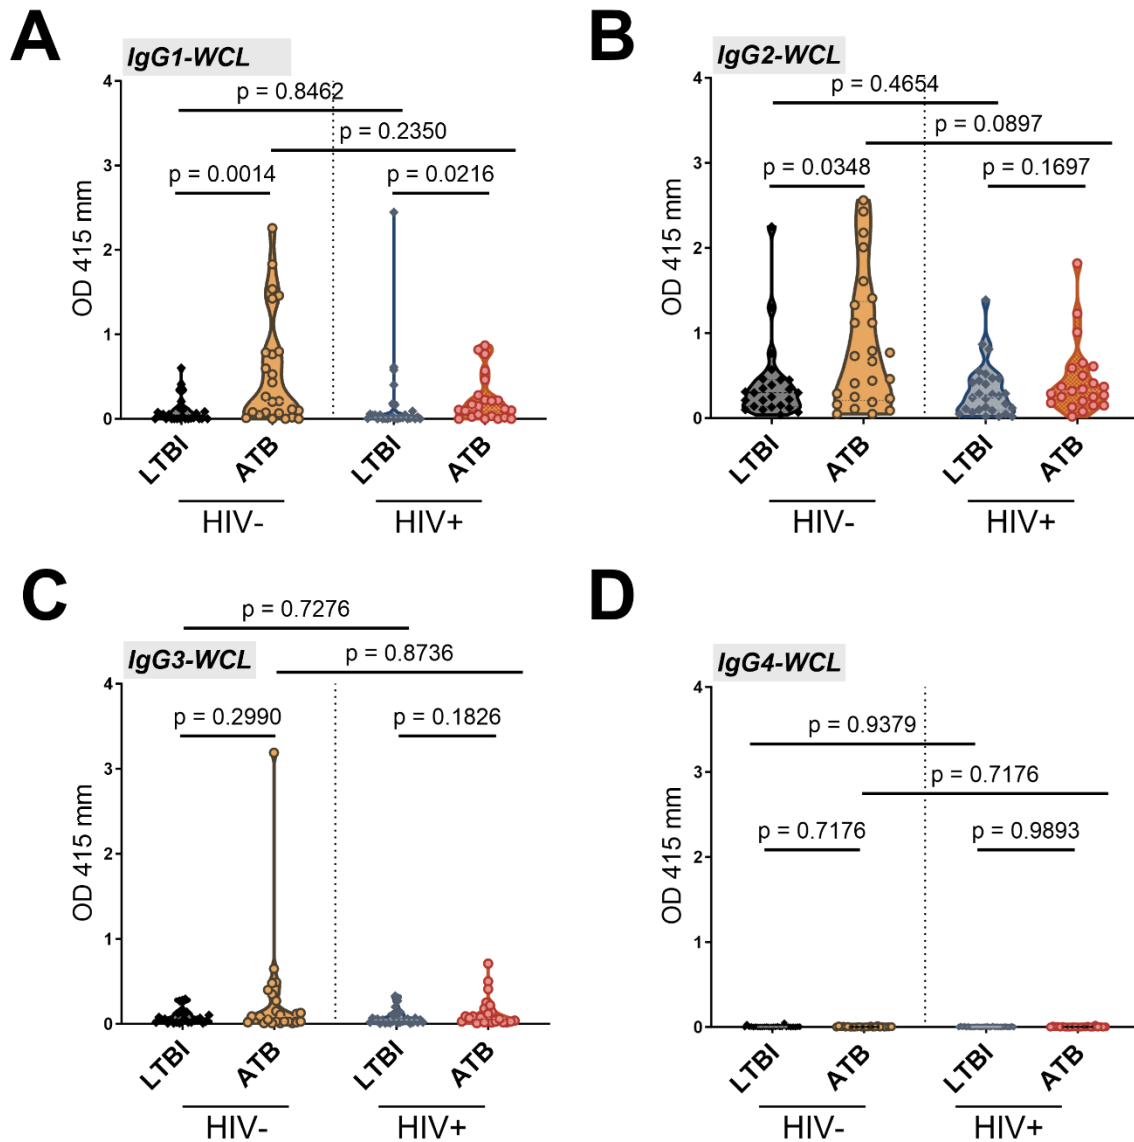 A
IgG1-WCL
p = 0.8462
p = 0.2350
p = 0.0014
p = 0.0216
OD 415 mm
4
3
2
1
0
LTBI
ATB
LTBI
ATB
HIV-
HIV+
B
IgG2-WCL
p = 0.4654
p = 0.0897
p = 0.0348
p = 0.1697
OD 415 mm
4
3
2
1
0
LTBI
ATB
LTBI
ATB
HIV-
HIV+
C
p = 0.7276
IgG3-WCL
p = 0.8736
p = 0.2990
p = 0.1826
OD 415 mm
4
3
2
1
0
LTBI
ATB
LTBI
ATB
HIV-
HIV+
D
IgG4-WCL
p = 0.9379
p = 0.7176
p = 0.7176
p = 0.9893
OD 415 mm
4
3
2
1
0
LTBI
ATB
LTBI
ATB
HIV-
HIV+